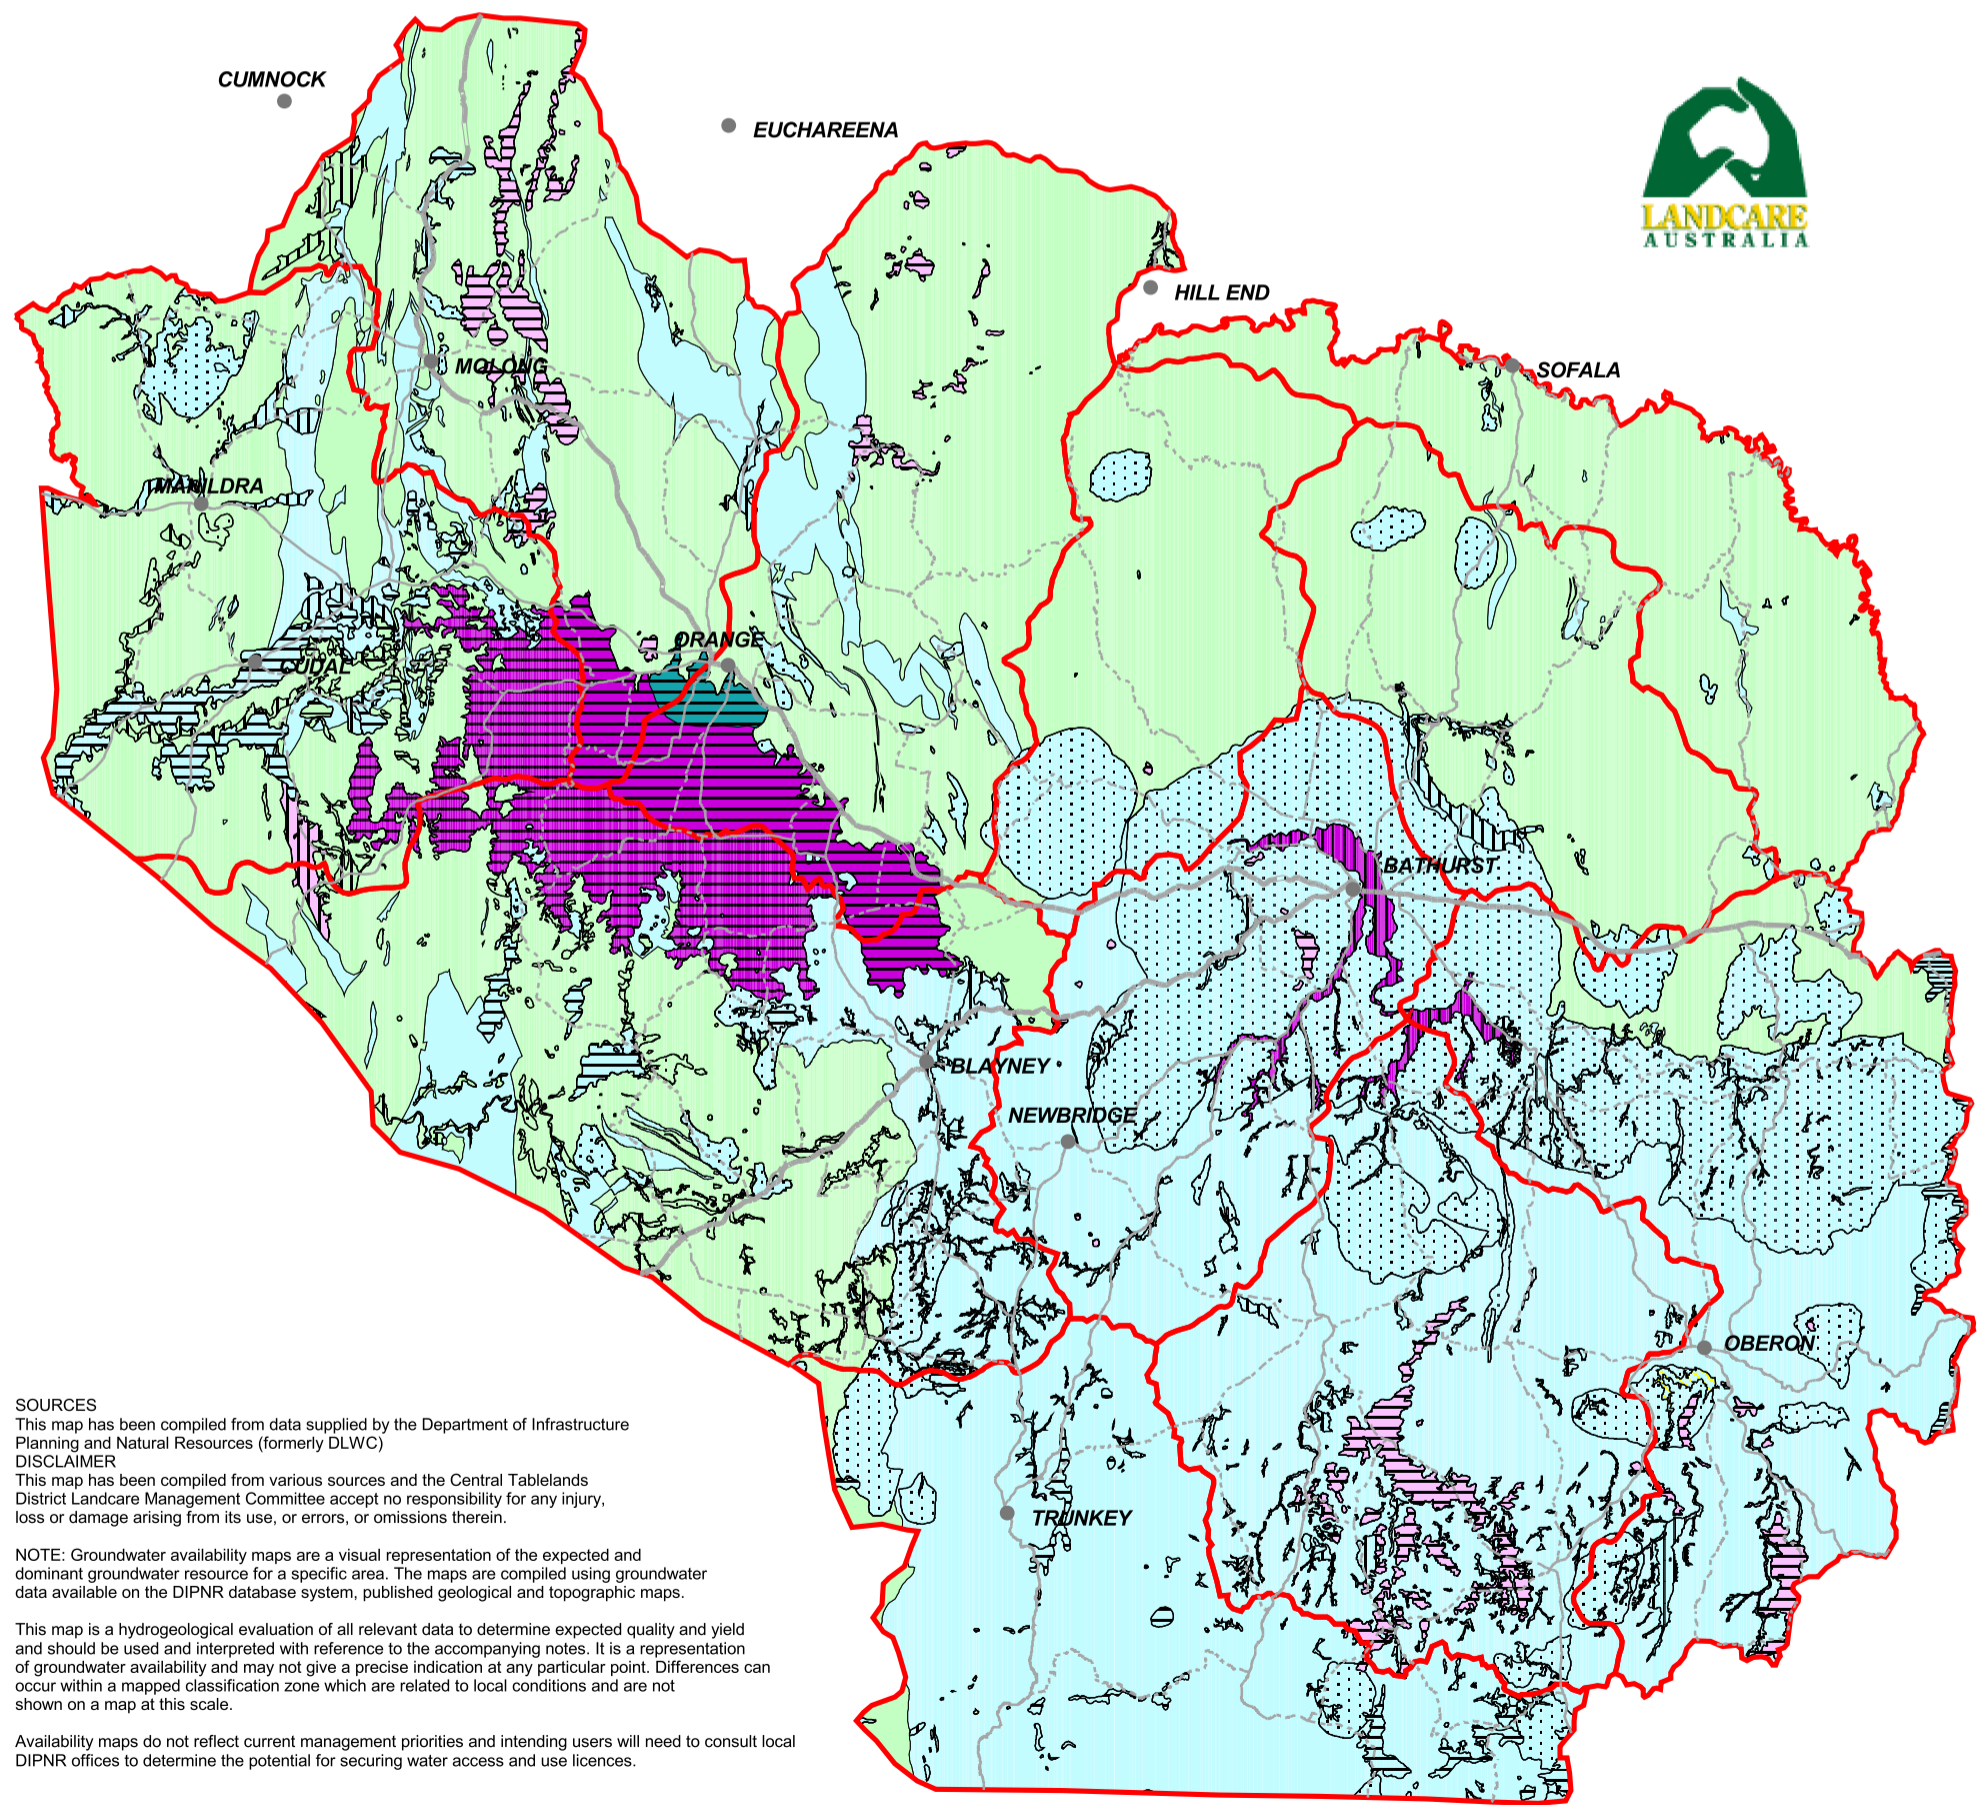 CUMNOCK
EUCHAREENA
LANDCARE
AUSTRALIA
HILL END
MOLONG
SOFALA
MANILDRA
ORANGE
CUDAL
BATHURST
BLAYNEY
NEWBRIDGE
OBERON
TRUNKEY
SOURCES
This map has been compiled from data supplied by the Department of Infrastructure
Planning and Natural Resources (formerly DLWC)
DISCLAIMER
This map has been compiled from various sources and the Central Tablelands
District Landcare Management Committee accept no responsibility for any injury,
loss or damage arising from its use, or errors, or omissions therein.
NOTE: Groundwater availability maps are a visual representation of the expected and
dominant groundwater resource for a specific area. The maps are compiled using groundwater
data available on the DIPNR database system, published geological and topographic maps.
This map is a hydrogeological evaluation of all relevant data to determine expected quality and yield
and should be used and interpreted with reference to the accompanying notes. It is a representation
of groundwater availability and may not give a precise indication at any particular point. Differences can
occur within a mapped classification zone which are related to local conditions and are not
shown on a map at this scale.
Availability maps do not reflect current management priorities and intending users will need to consult local
DIPNR offices to determine the potential for securing water access and use licences.